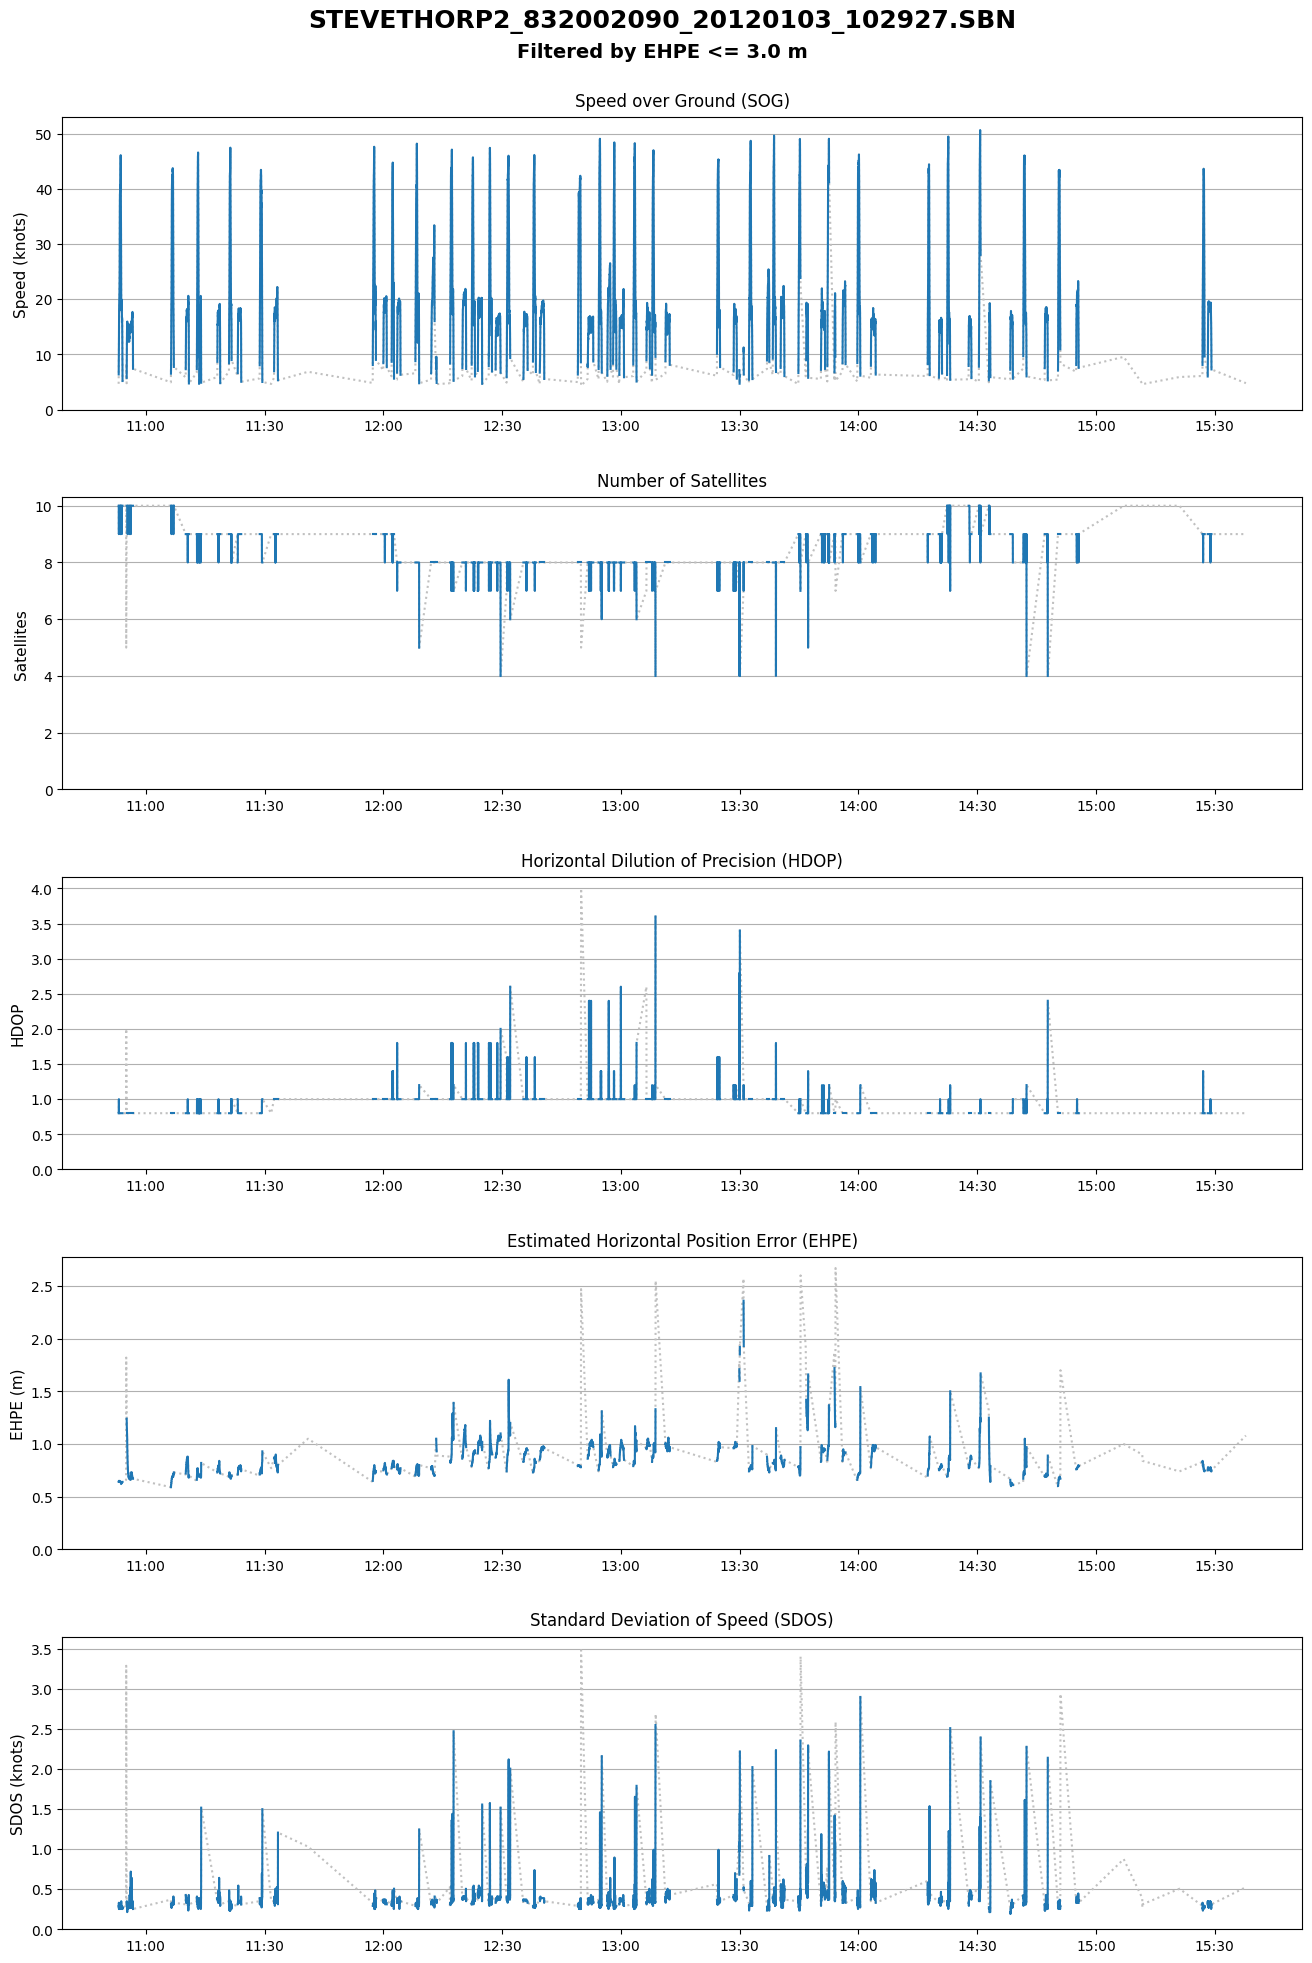 STEVETHORP2_832002090_20120103_102927.SBN
Filtered by EHPE <= 3.0 m
Speed over Ground (SOG)
Speed (knots)
50
40
30
20
10
0
11:00 11:30 12:00 12:30 13:00 13:30 14:00 14:30 15:00 15:30
Number of Satellites
Satellites
10
8
6
4
2
0
11:00 11:30 12:00 12:30 13:00 13:30 14:00 14:30 15:00 15:30
Horizontal Dilution of Precision (HDOP)
HDOP
4.0
3.5
3.0
2.5
2.0
1.5
1.0
0.5
0.0
11:00 11:30 12:00 12:30 13:00 13:30 14:00 14:30 15:00 15:30
Estimated Horizontal Position Error (EHPE)
EHPE (m)
2.5
2.0
1.5
1.0
0.5
0.0
11:00 11:30 12:00 12:30 13:00 13:30 14:00 14:30 15:00 15:30
Standard Deviation of Speed (SDOS)
SDOS (knots)
3.5
3.0
2.5
2.0
1.5
1.0
0.5
0.0
11:00 11:30 12:00 12:30 13:00 13:30 14:00 14:30 15:00 15:30